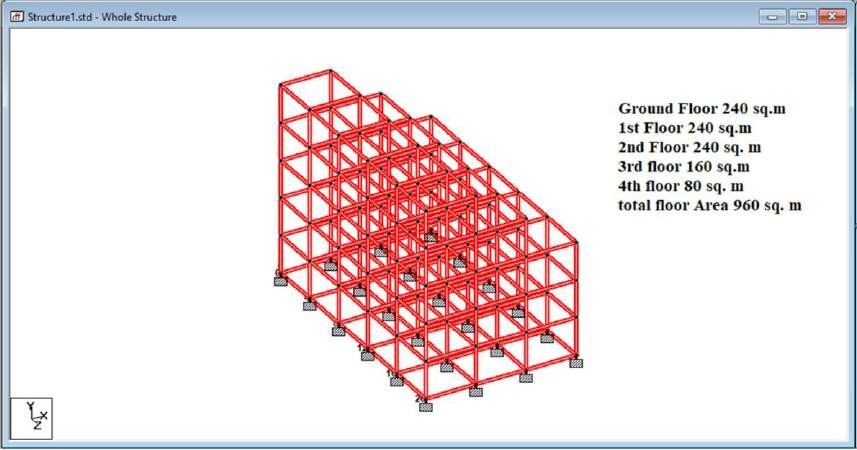 Structure1.std - Whole Structure
Ground Floor 240 sq.m
1st Floor 240 sq.m
2nd Floor 240 sq. m
3rd floor 160 sq.m
4th floor 80 sq. m
total floor Area 960 sq. m
Y
X
Z